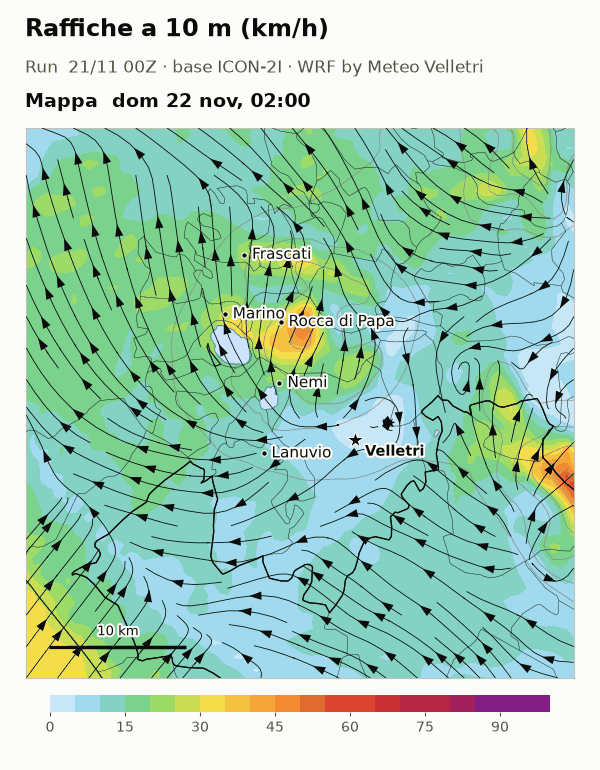 Raffiche a 10 m (km/h)
Run  21/11 00Z · base ICON-2I · WRF by Meteo Velletri
Mappa  dom 22 nov, 02:00
Frascati
Marino
Rocca di Papa
Nemi
Lanuvio
Velletri
10 km
0 15 30 45 60 75 90